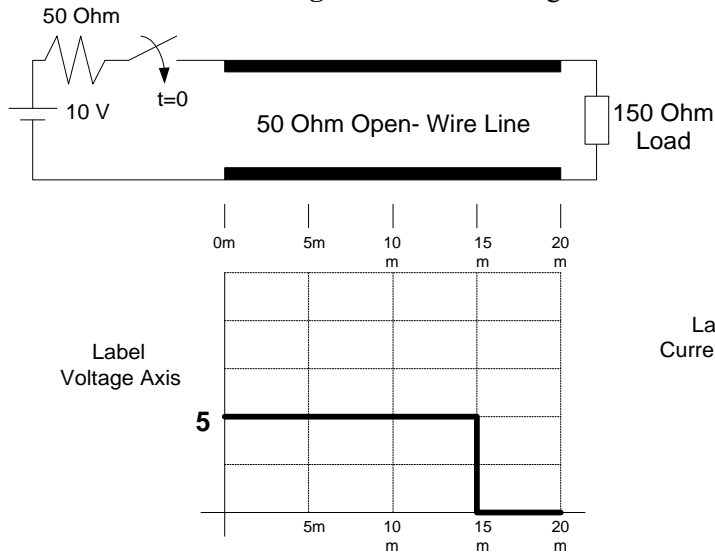 50 Ohm
t=0
10 V
50 Ohm Open- Wire Line
150 Ohm
Load
0m 5m 10 m 15 m 20 m
Label
Voltage Axis
La
Curre
5
5m 10 m 15 m 20 m